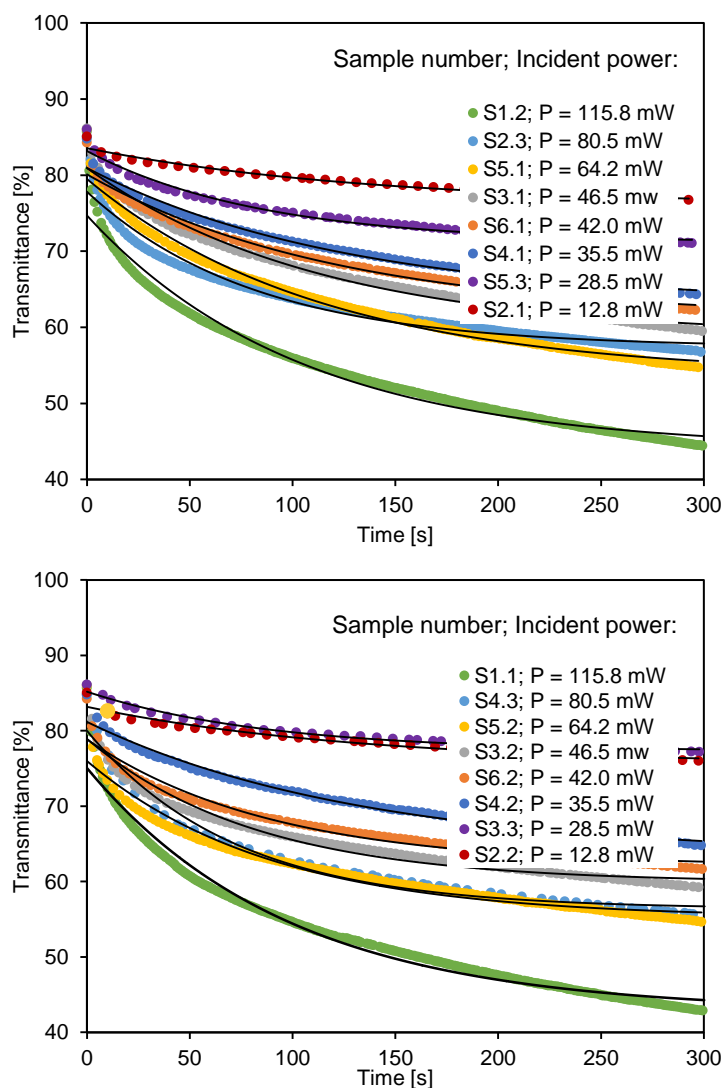 100
90
80
70
60
50
40
Transmittance [%]
Sample number; Incident power:
S1.2; P = 115.8 mW
S2.3; P = 80.5 mW
S5.1; P = 64.2 mW
S3.1; P = 46.5 mw
S6.1; P = 42.0 mW
S4.1; P = 35.5 mW
S5.3; P = 28.5 mW
S2.1; P = 12.8 mW
0 50 100 150 200 250 300
Time [s]
100
90
80
70
60
50
40
Transmittance [%]
Sample number; Incident power:
S1.1; P = 115.8 mW
S4.3; P = 80.5 mW
S5.2; P = 64.2 mW
S3.2; P = 46.5 mw
S6.2; P = 42.0 mW
S4.2; P = 35.5 mW
S3.3; P = 28.5 mW
S2.2; P = 12.8 mW
0 50 100 150 200 250 300
Time [s]